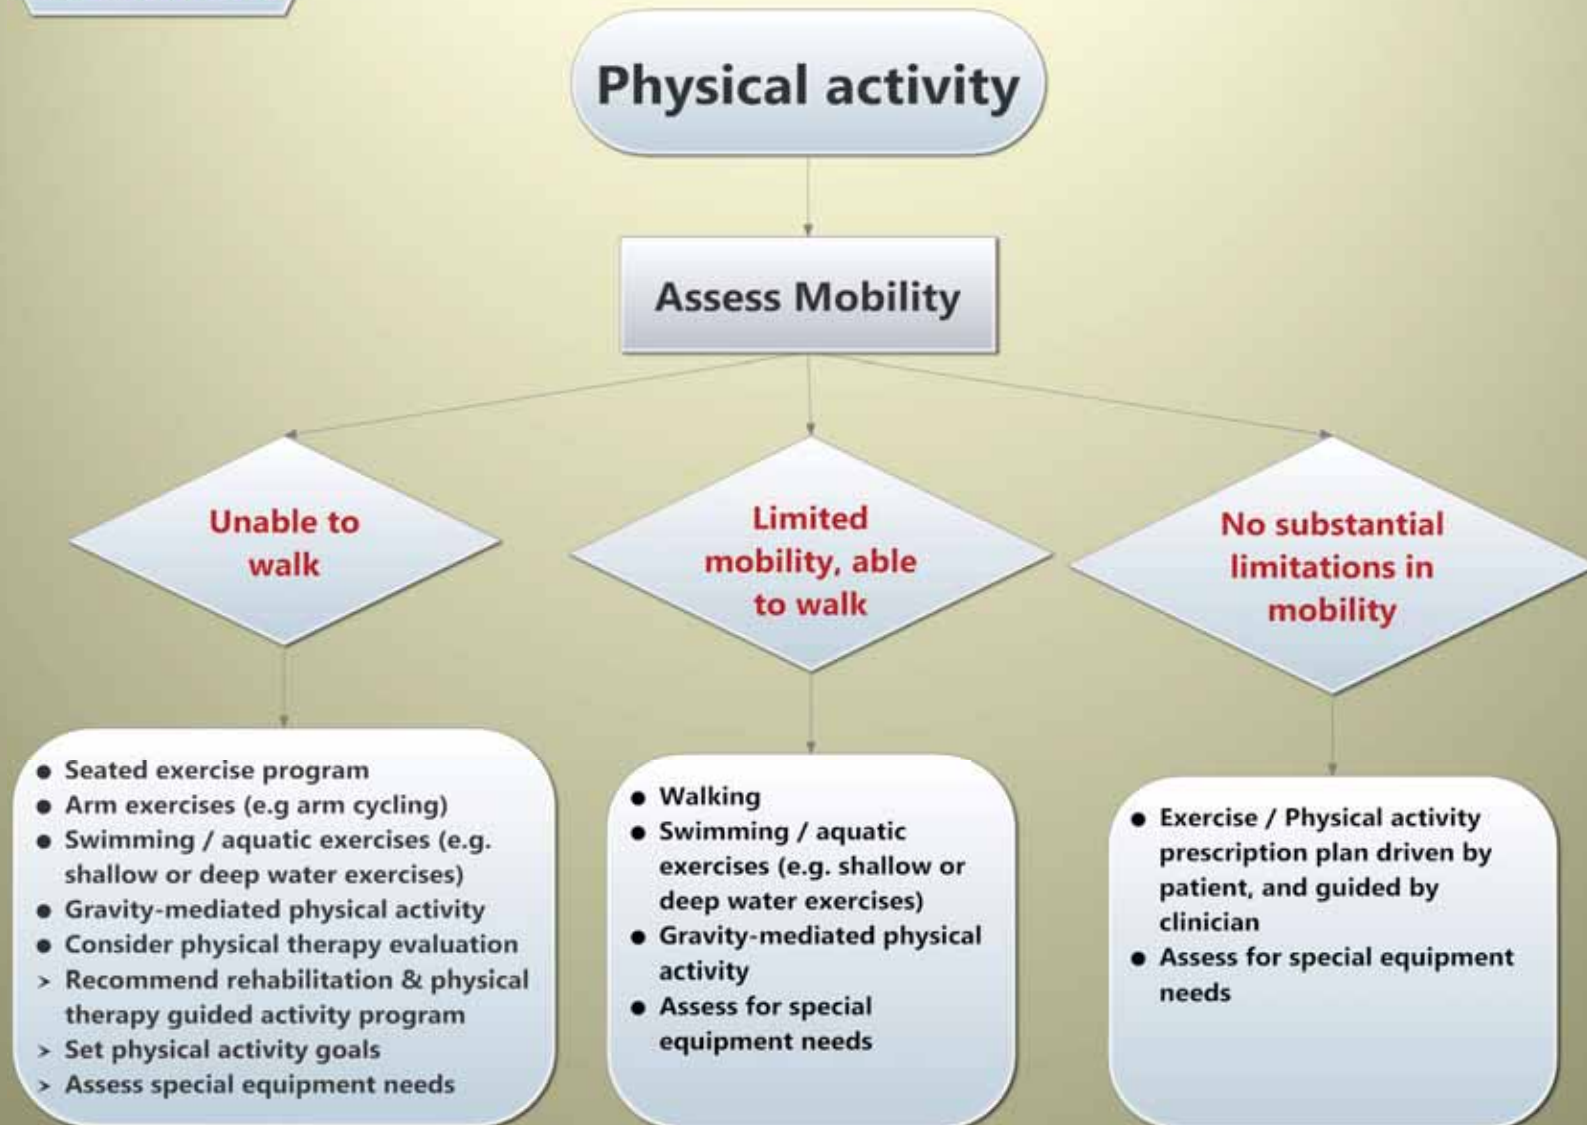 Physical activity
Assess Mobility
Unable to
walk
Limited
mobility, able
to walk
No substantial
limitations in
mobility
● Seated exercise program
● Arm exercises (e.g arm cycling)
● Swimming / aquatic exercises (e.g.
shallow or deep water exercises)
● Gravity-mediated physical activity
● Consider physical therapy evaluation
> Recommend rehabilitation & physical
therapy guided activity program
> Set physical activity goals
> Assess special equipment needs
● Walking
● Swimming / aquatic
exercises (e.g. shallow or
deep water exercises)
● Gravity-mediated physical
activity
● Assess for special
equipment needs
● Exercise / Physical activity
prescription plan driven by
patient, and guided by
clinician
● Assess for special equipment
needs